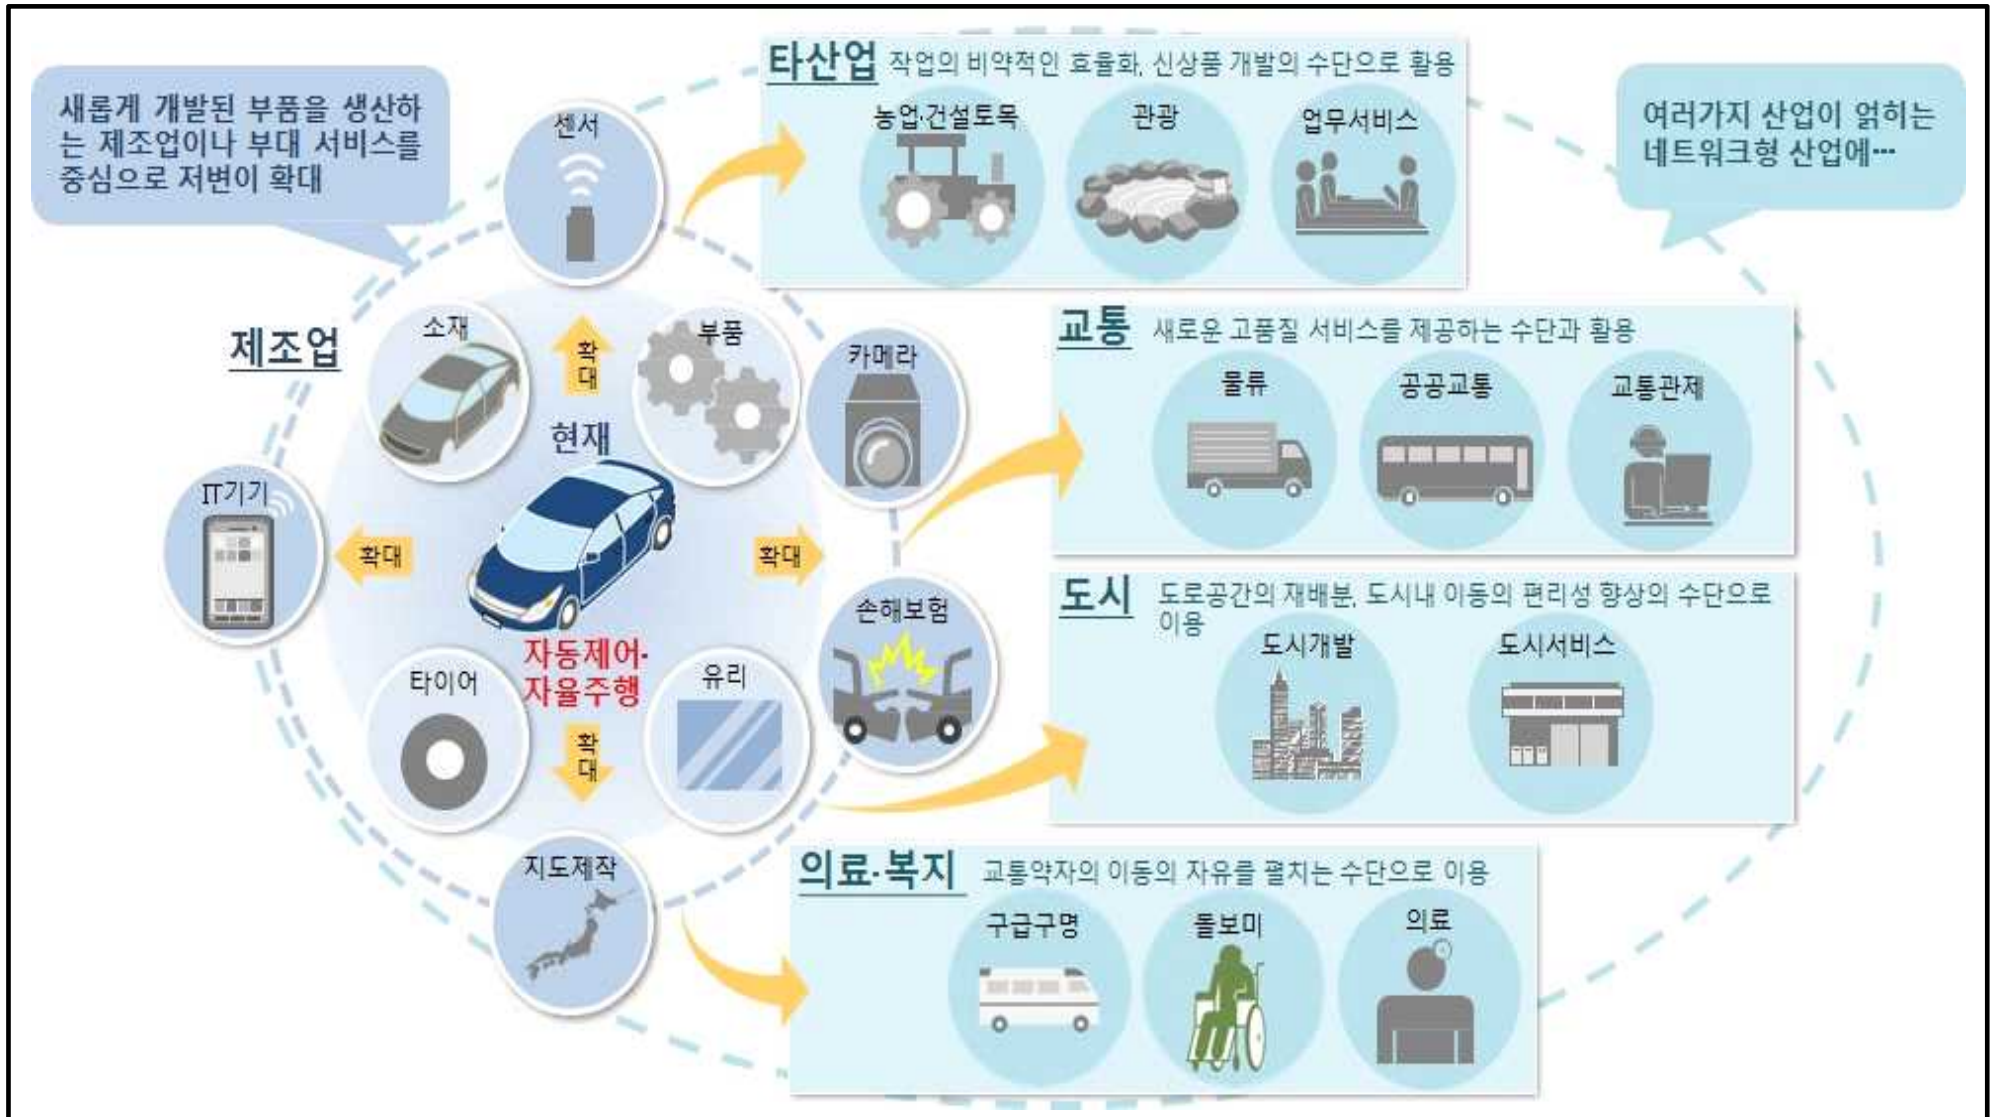 새롭게 개발된 부품을 생산하
는 제조업이나 부대 서비스를
중심으로 저변이 확대
타산업 작업의 비약적인 효율화, 신상품 개발의 수단으로 활용
농업·건설토목
관광
업무서비스
여러가지 산업이 얽히는
네트워크형 산업에…
센서
제조업
소재
확대
부품
카메라
현재
IT기기
확대
확대
손해보험
자동제어·
자율주행
타이어
확대
유리
지도제작
교통 새로운 고품질 서비스를 제공하는 수단과 활용
물류
공공교통
교통관제
도시 도로공간의 재배분, 도시내 이동의 편리성 향상의 수단으로
이용
도시개발
도시서비스
의료·복지 교통약자의 이동의 자유를 펼치는 수단으로 이용
구급구명
돌보미
의료